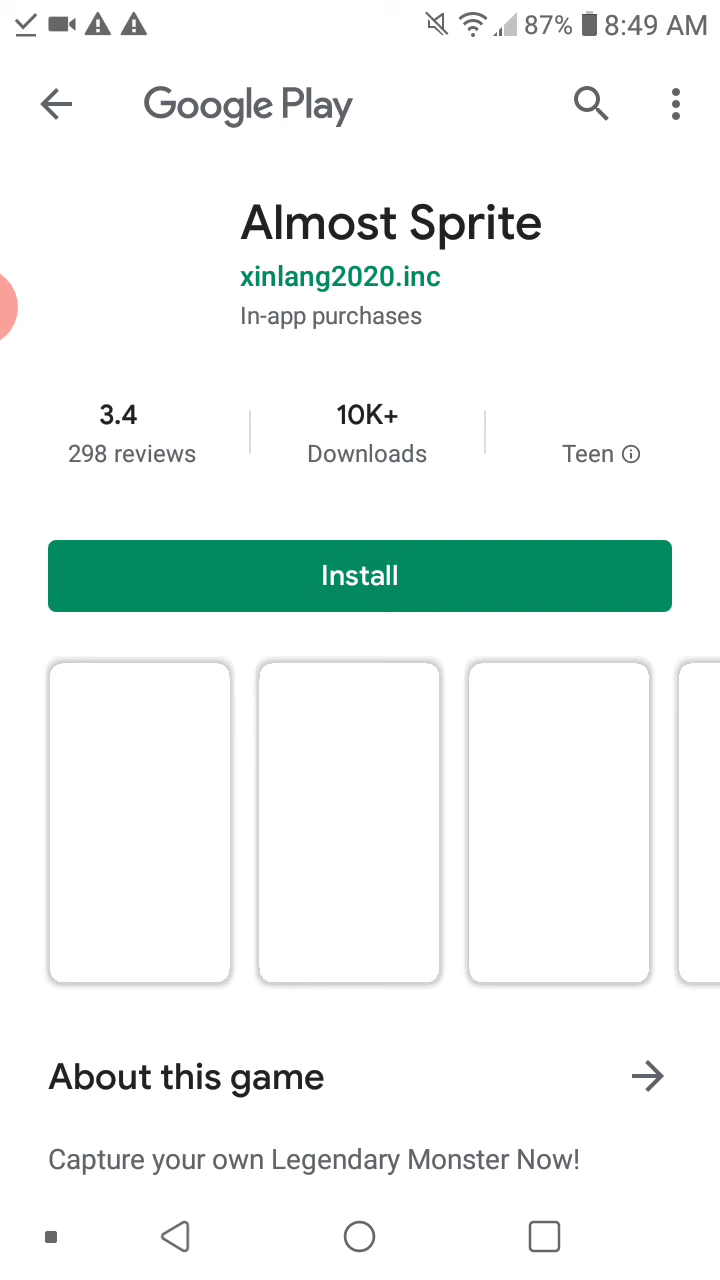 87% 8:49 AM
Google Play
Almost Sprite
xinlang2020.inc
In-app purchases
3.4
298 reviews
10K+
Downloads
Teen
Install
About this game
Capture your own Legendary Monster Now!